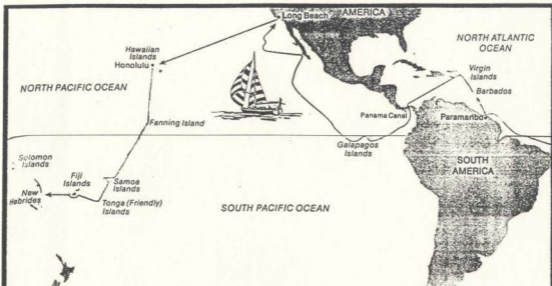 Long Beach
AMERICA
NORTH ATLANTIC
OCEAN
Hawaiian
Islands
Honolulu
Virgin
Islands
NORTH PACIFIC OCEAN
Barbados
Panama Canal
Paramaribo
Fanning Island
Galapagos
Islands
Solomon
Islands
SOUTH
AMERICA
Fiji
Islands
Samoa
Islands
New
Hebrides
Tonga (Friendly)
Islands
SOUTH PACIFIC OCEAN